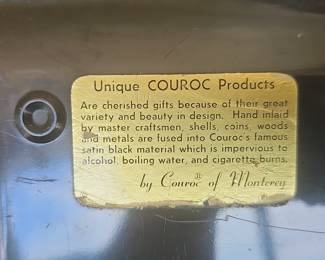 Unique COUROC Products
Are cherished gifts because of their great
variety and beauty in design. Hand inlaid
by master craftsmen, shells, coins, woods
and metals are fused into Couroc's famous
satin black material which is impervious to
alcohol, boiling water, and cigarette burns.
by Couroc® of Monterey